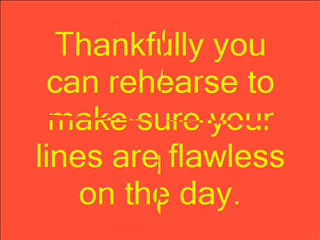 Thankfully you
can rehearse to
make sure your
lines are flawless
on the day.